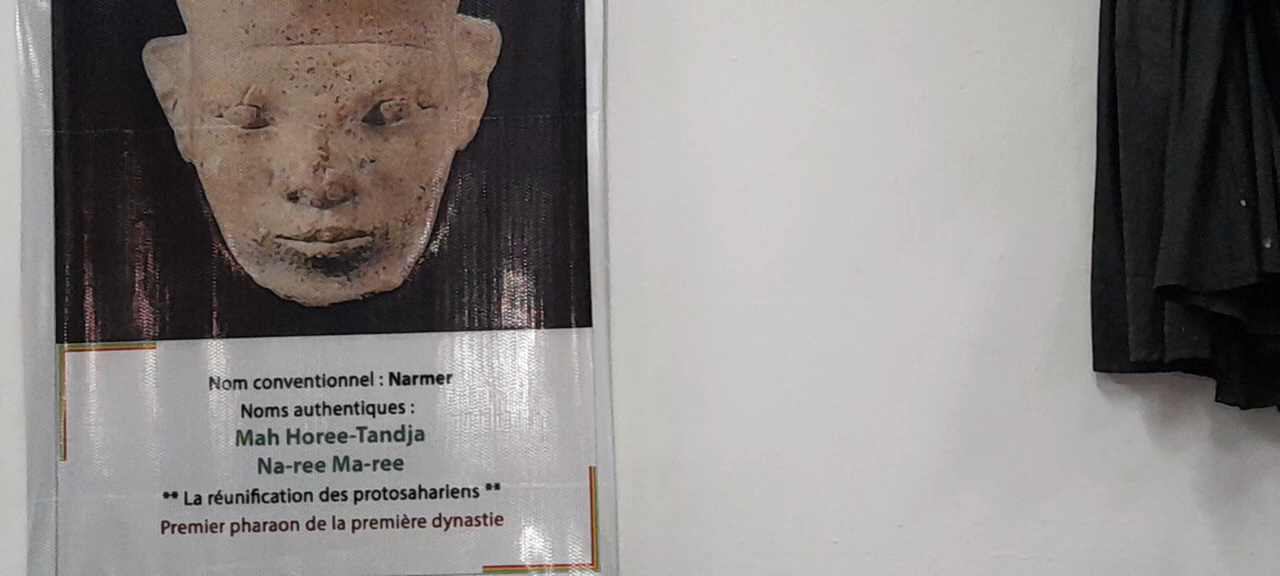 Nom conventionnel : Narmer
Noms authentiques :
Mah Horee-Tandja
Na-ree Ma-ree
** La réunification des protosahariens **
Premier pharaon de la première dynastie